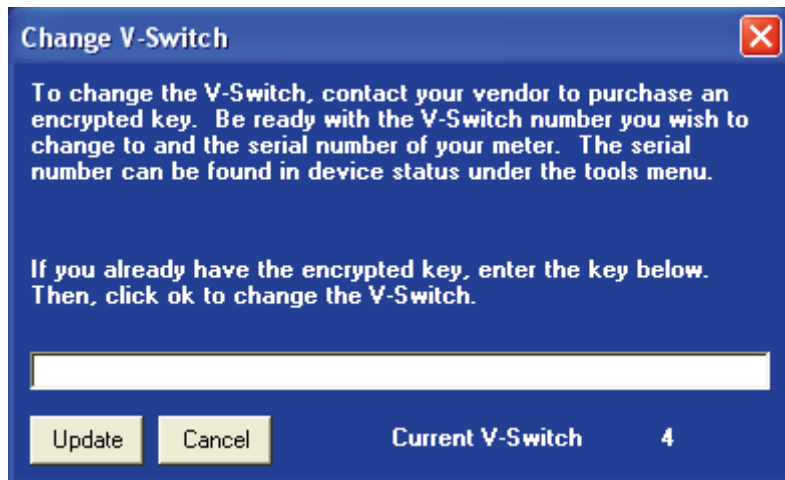 Change V-Switch
To change the V-Switch, contact your vendor to purchase an
encrypted key.  Be ready with the V-Switch number you wish to
change to and the serial number of your meter.  The serial
number can be found in device status under the tools menu.
If you already have the encrypted key, enter the key below.
Then, click ok to change the V-Switch.
Update Cancel Current V-Switch 4